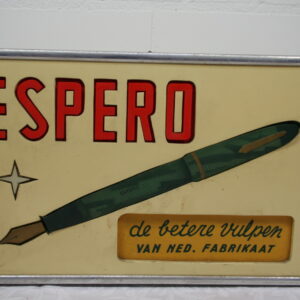 ESPERO
de betere vulpen
VAN NED. FABRIKAAT